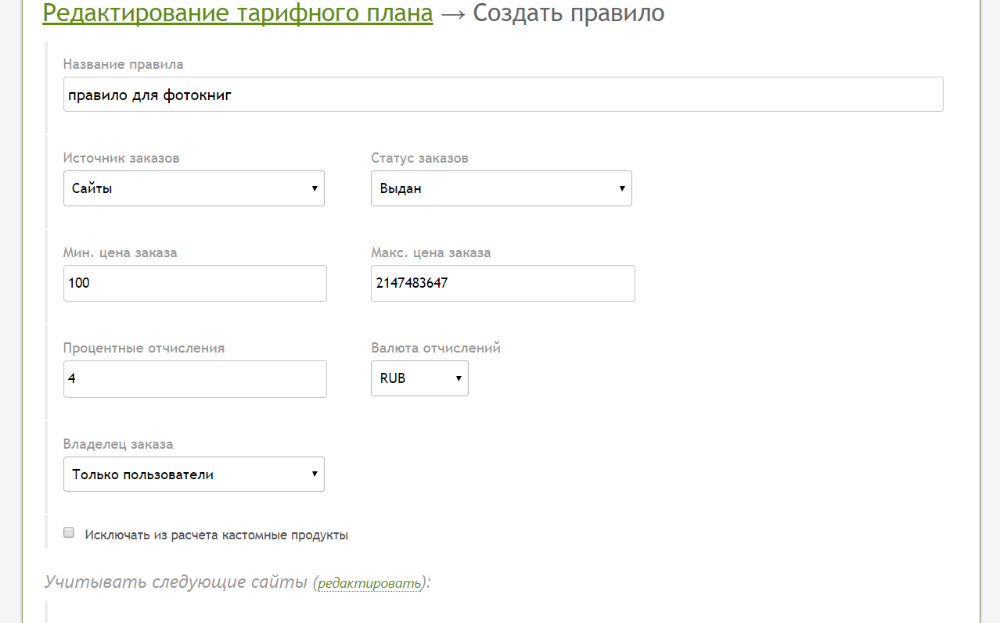 Редактирование тарифного плана → Создать правило
Название правила
правило для фотокниг
Источник заказов Статус заказов
Сайты Выдан
Мин. цена заказа Макс. цена заказа
100 2147483647
Процентные отчисления Валюта отчислений
4 RUB
Владелец заказа
Только пользователи
Исключать из расчета кастомные продукты
Учитывать следующие сайты (редактировать):